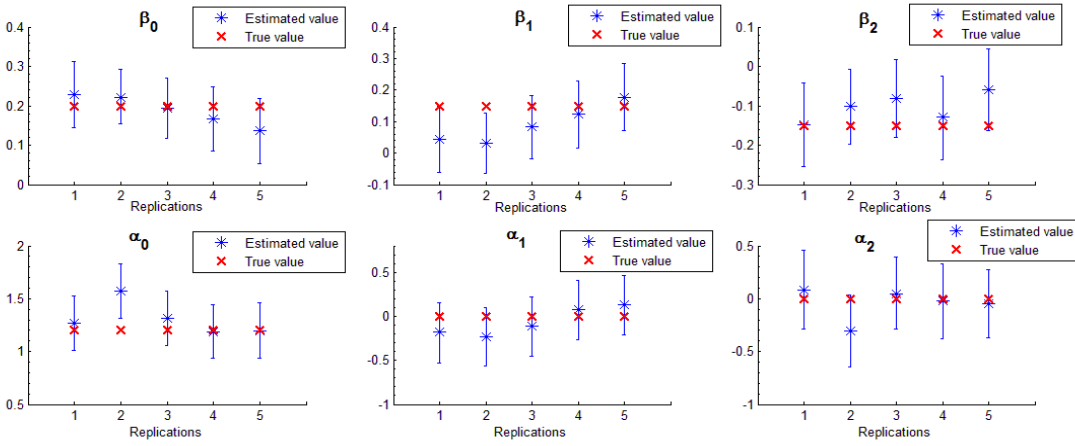 β0
Estimated value
True value
0.4
0.3
0.2
0.1
0
1 2 3 4 5
Replications
β1
Estimated value
True value
0.4
0.3
0.2
0.1
0
-0.1
1 2 3 4 5
Replications
β2
Estimated value
True value
0.1
0
-0.1
-0.2
-0.3
1 2 3 4 5
Replications
α0
Estimated value
True value
2
1.5
1
0.5
1 2 3 4 5
Replications
α1
Estimated value
True value
0.5
0
-0.5
-1
1 2 3 4 5
Replications
α2
Estimated value
True value
0.5
0
-0.5
-1
1 2 3 4 5
Replications